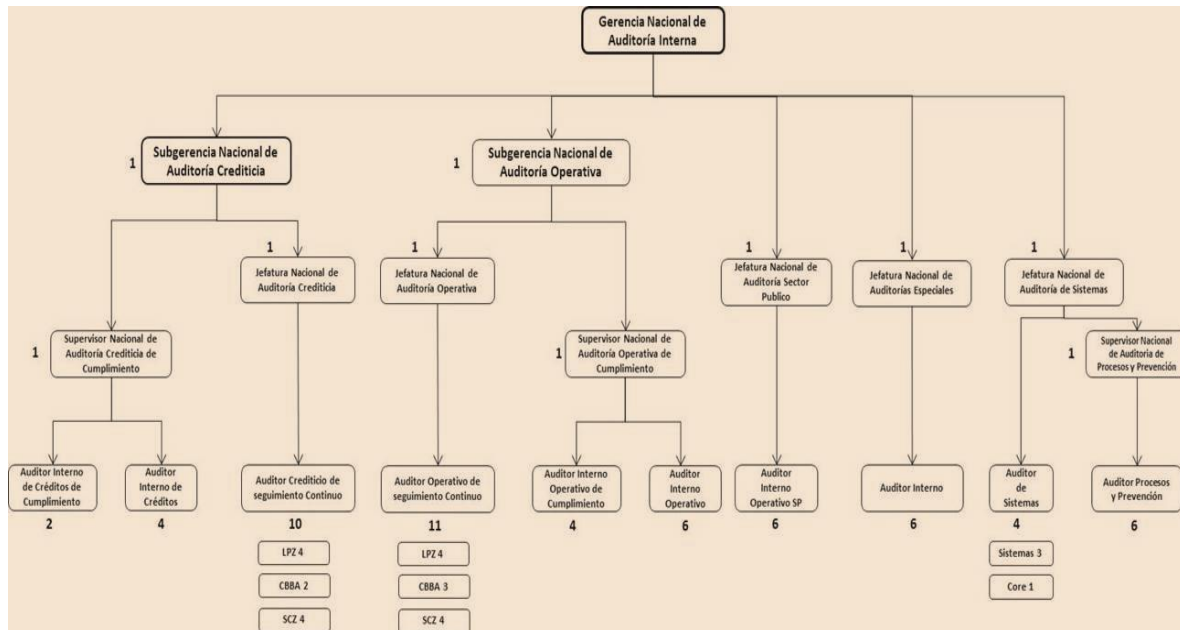 Gerencia Nacional de
Auditoría Interna
1
Subgerencia Nacional de
Auditoría Crediticia
1
Subgerencia Nacional de
Auditoría Operativa
1
Jefatura Nacional de
Auditoría Crediticia
1
Jefatura Nacional de
Auditoría Operativa
1
Jefatura Nacional de
Auditoría Sector
Publico
1
Jefatura Nacional de
Auditorías Especiales
1
Jefatura Nacional de
Auditoría de Sistemas
1
Supervisor Nacional de
Auditoría Crediticia de
Cumplimiento
1
Supervisor Nacional de
Auditoría Operativa de
Cumplimiento
1
Supervisor Nacional
de Auditoria de
Procesos y Prevención
Auditor Interno
de Créditos de
Cumplimiento
2
Auditor
Interno de
Créditos
4
Auditor Crediticio de
seguimiento Continuo
10
LPZ 4
CBBA 2
SCZ 4
Auditor Operativo de
seguimiento Continuo
11
LPZ 4
CBBA 3
SCZ 4
Auditor Interno
Operativo de
Cumplimiento
4
Auditor
Interno
Operativo
6
Auditor
Interno
Operativo SP
6
Auditor Interno
6
Auditor
de
Sistemas
4
Sistemas 3
Core 1
Auditor Procesos
y Prevención
6